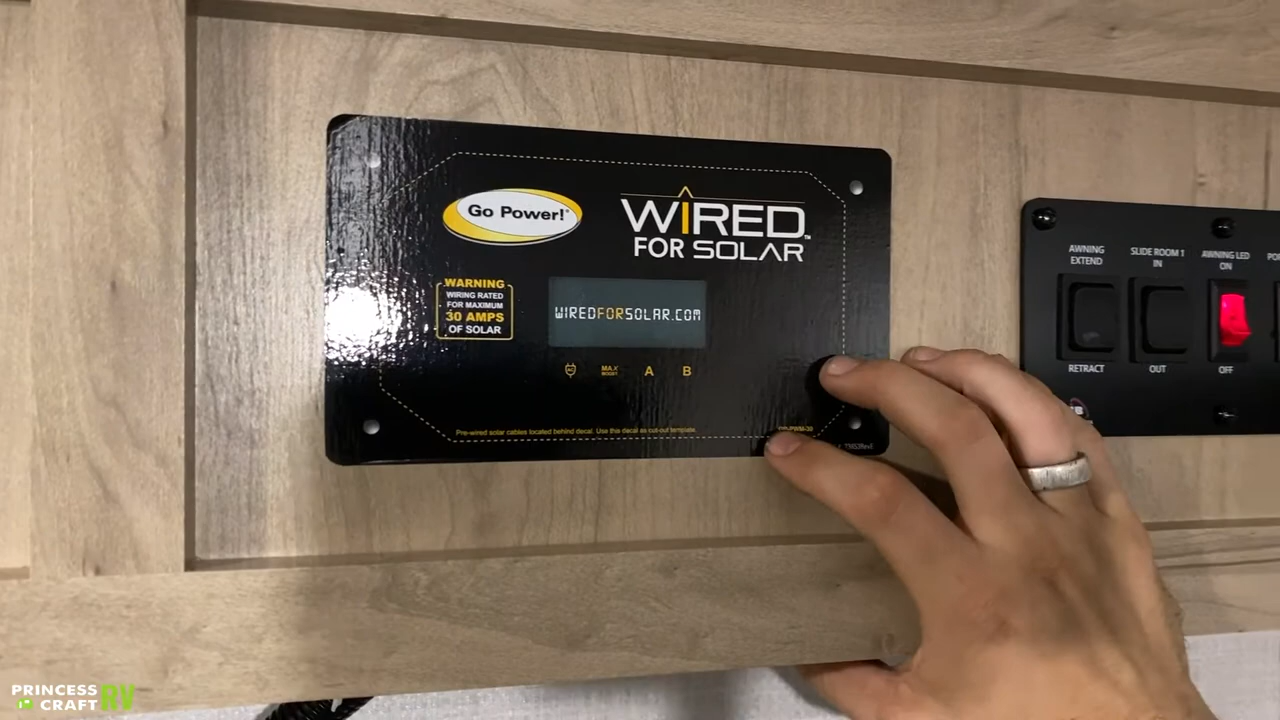 Go Power!®
WIRED™
FOR SOLAR
WARNING
WIRING RATED
FOR MAXIMUM
30 AMPS
OF SOLAR
WIREDFORSOLAR.COM
AC
MAX
BOOST
A
B
Pre-wired solar cables located behind decal. Use this decal as cut-out template.
AWNING
EXTEND
RETRACT
SLIDE ROOM 1
IN
OUT
AWNING LED
ON
OFF
PRINCESS
CRAFT RV